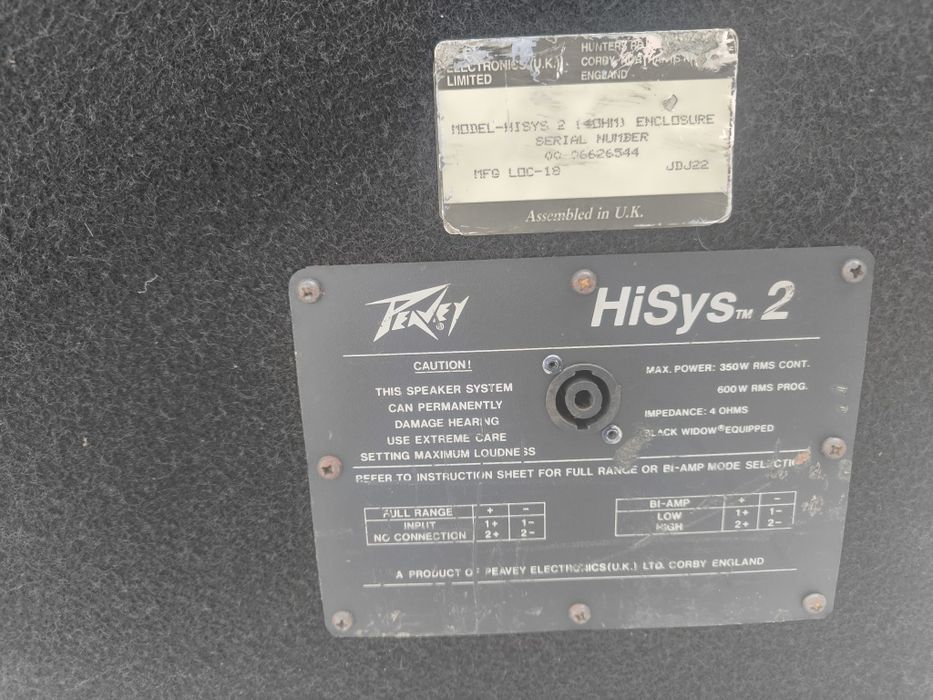 ELECTRONICS (U.K.)
LIMITED
HUNTERS
CORBY,
ENGLAND
MODEL-HISYS 2 (4OHM) ENCLOSURE
SERIAL NUMBER
00-06626544
MFG LOC-18 JDJ22
Assembled in U.K.
PEAVEY ®
HiSys™ 2
CAUTION!
THIS SPEAKER SYSTEM
CAN PERMANENTLY
DAMAGE HEARING
USE EXTREME CARE
SETTING MAXIMUM LOUDNESS
MAX. POWER: 350W RMS CONT.
600W RMS PROG.
IMPEDANCE: 4 OHMS
BLACK WIDOW® EQUIPPED
REFER TO INSTRUCTION SHEET FOR FULL RANGE OR BI-AMP MODE SELECTION
FULL RANGE + -
INPUT 1+ 1-
NO CONNECTION 2+ 2-
BI-AMP + -
LOW 1+ 1-
HIGH 2+ 2-
A PRODUCT OF PEAVEY ELECTRONICS (U.K.) LTD. CORBY ENGLAND